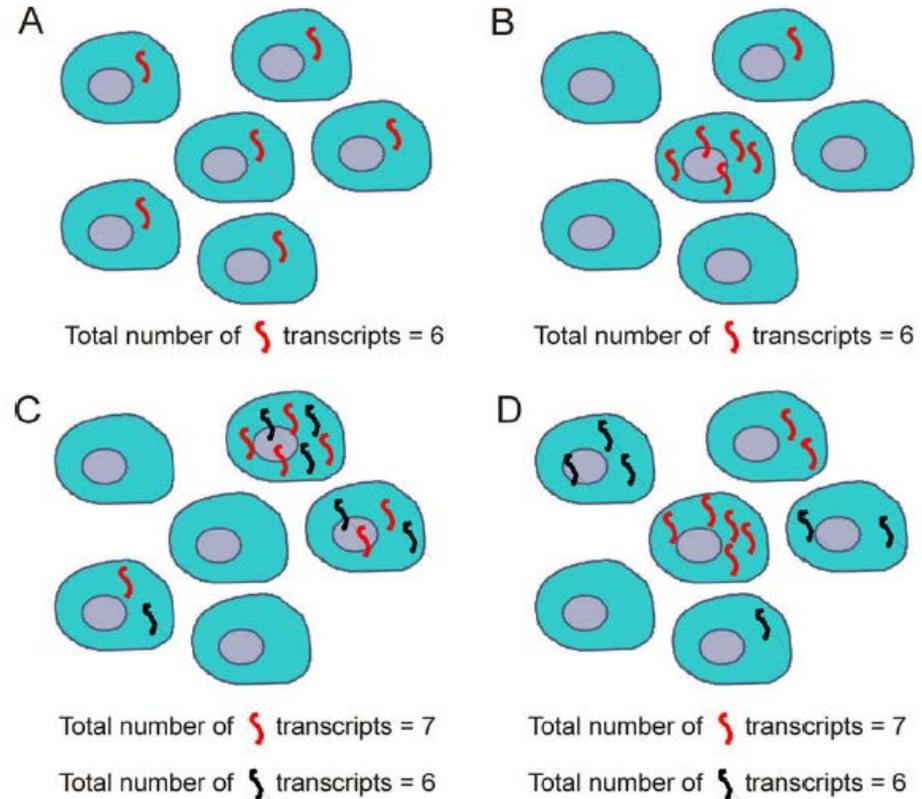 A
B
Total number of transcripts = 6
Total number of transcripts = 6
C
D
Total number of transcripts = 7
Total number of transcripts = 6
Total number of transcripts = 7
Total number of transcripts = 6